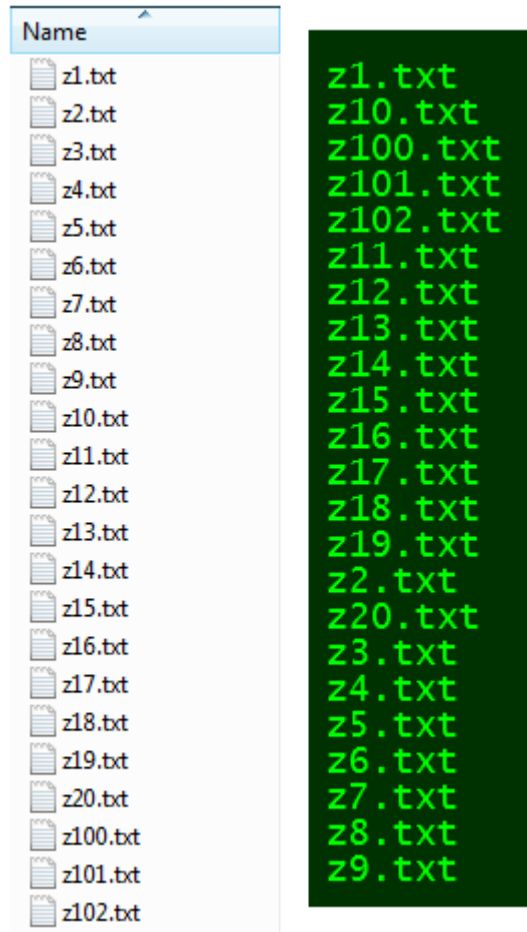 Name
z1.txt
z2.txt
z3.txt
z4.txt
z5.txt
z6.txt
z7.txt
z8.txt
z9.txt
z10.txt
z11.txt
z12.txt
z13.txt
z14.txt
z15.txt
z16.txt
z17.txt
z18.txt
z19.txt
z20.txt
z100.txt
z101.txt
z102.txt
z1.txt
z10.txt
z100.txt
z101.txt
z102.txt
z11.txt
z12.txt
z13.txt
z14.txt
z15.txt
z16.txt
z17.txt
z18.txt
z19.txt
z2.txt
z20.txt
z3.txt
z4.txt
z5.txt
z6.txt
z7.txt
z8.txt
z9.txt